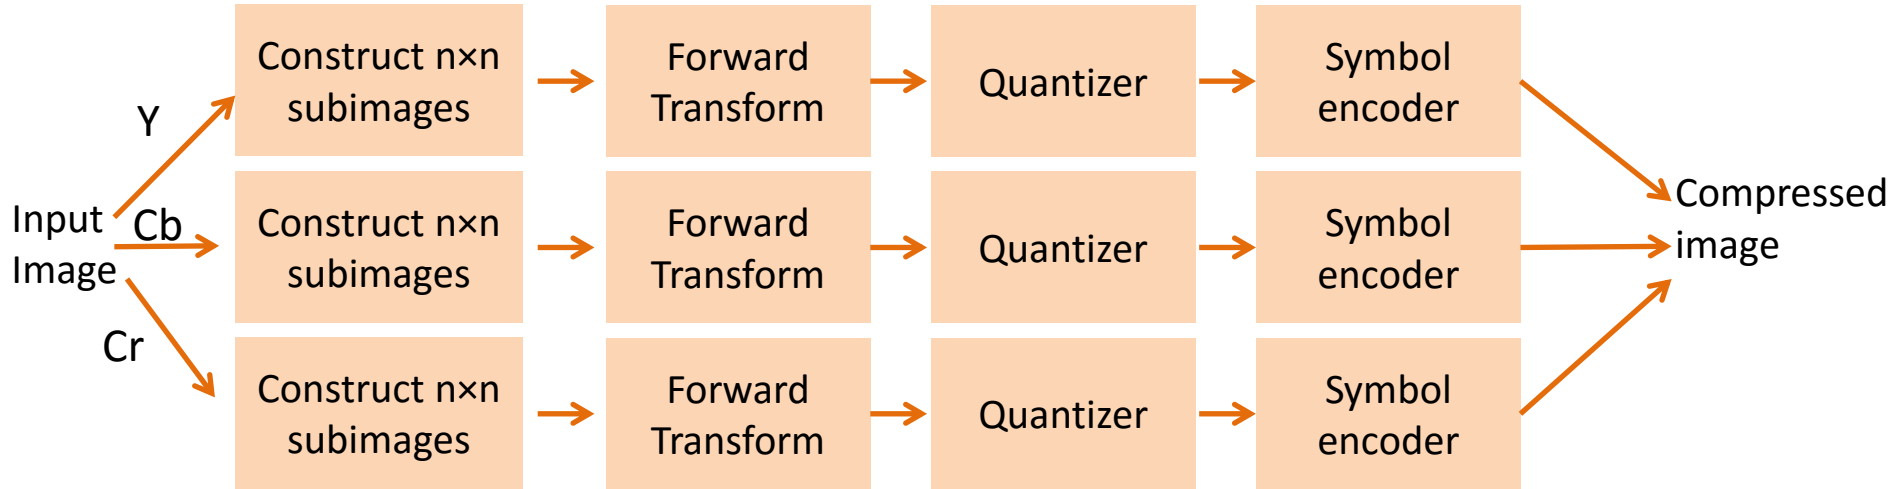 Input
Image
Y
Cb
Cr
Construct n×n
subimages
Forward
Transform
Quantizer
Symbol
encoder
Construct n×n
subimages
Forward
Transform
Quantizer
Symbol
encoder
Construct n×n
subimages
Forward
Transform
Quantizer
Symbol
encoder
Compressed
image